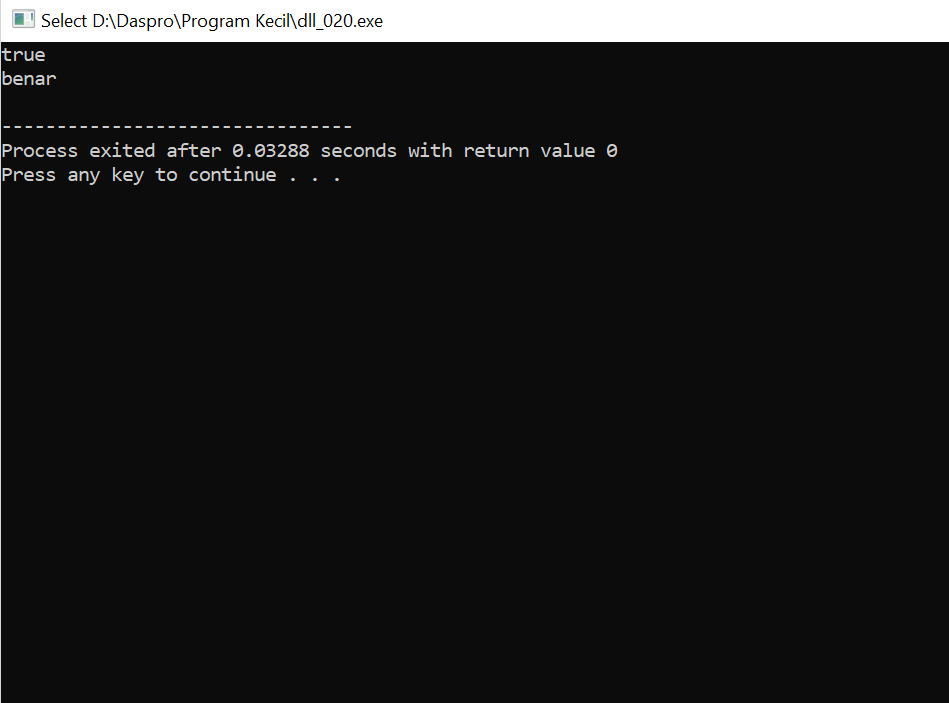 Select D:\Daspro\Program Kecil\dll_020.exe
true
benar
--------------------------------
Process exited after 0.03288 seconds with return value 0
Press any key to continue . . .